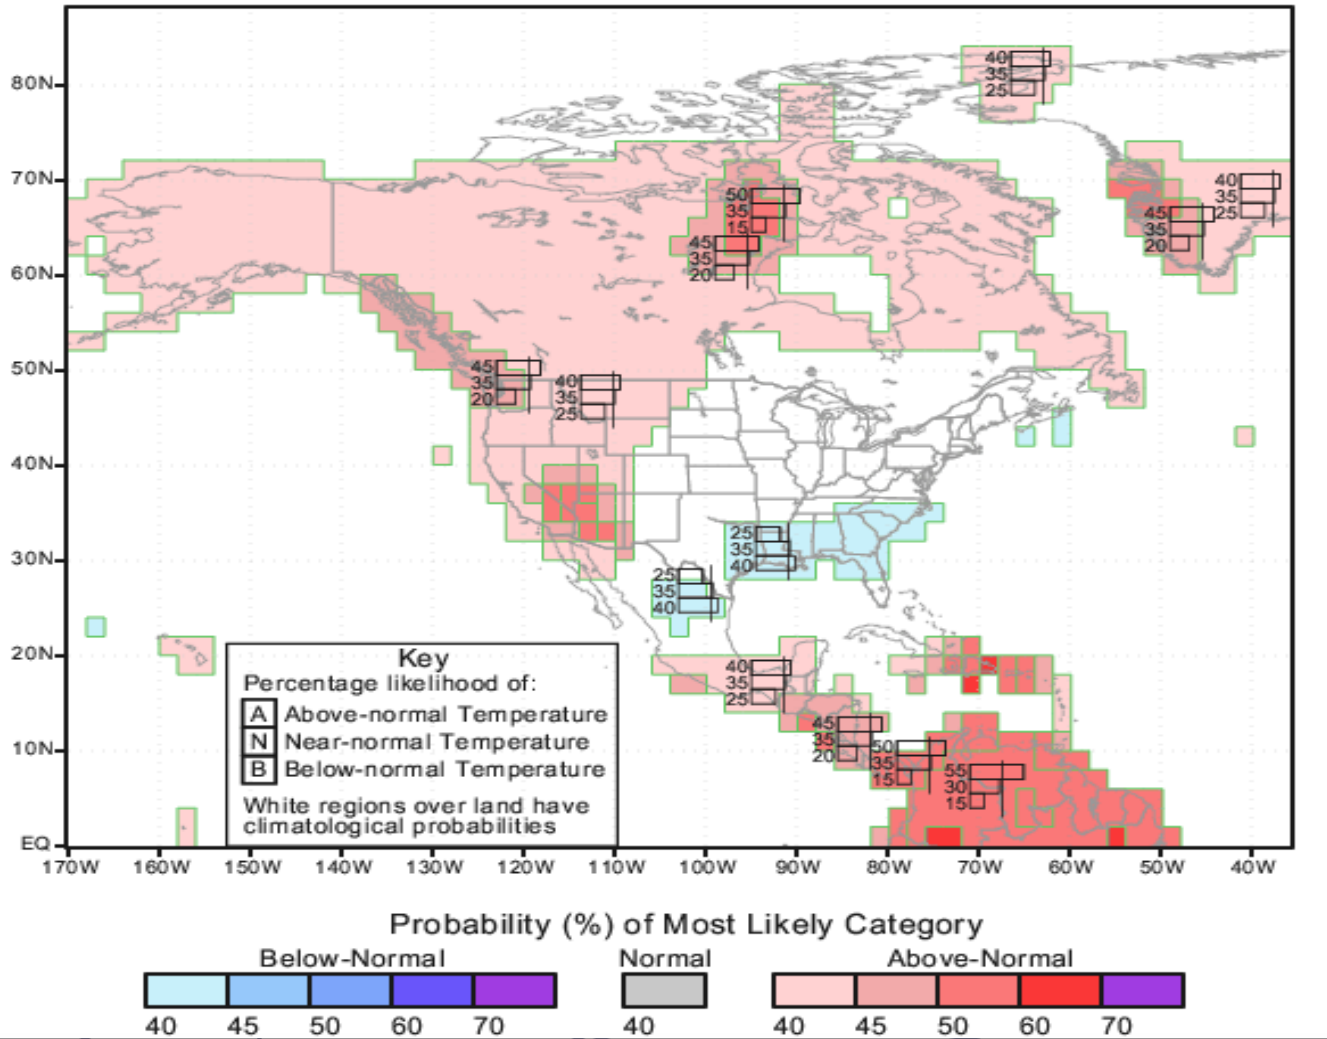 80N
70N
60N
50N
40N
30N
20N
10N
EQ
170W 160W 150W 140W 130W 120W 110W 100W 90W 80W 70W 60W 50W 40W
40
35
25
40
35
25
50
35
15
45
35
20
45
35
20
45
35
20
40
35
25
25
35
40
25
35
40
40
35
25
45
35
20
50
35
15
55
30
15
Key
Percentage likelihood of:
A Above-normal Temperature
N Near-normal Temperature
B Below-normal Temperature
White regions over land have
climatological probabilities
Probability (%) of Most Likely Category
Below-Normal Normal Above-Normal
40 45 50 60 70 40 40 45 50 60 70